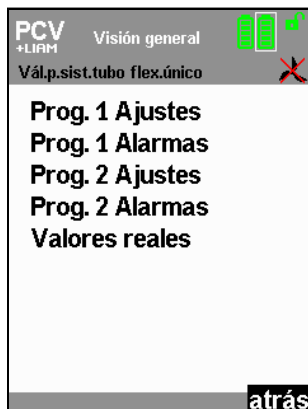 PCV Visión general
+LIAM
Vál.p.sist.tubo flex.único
Prog. 1 Ajustes
Prog. 1 Alarmas
Prog. 2 Ajustes
Prog. 2 Alarmas
Valores reales
atrás